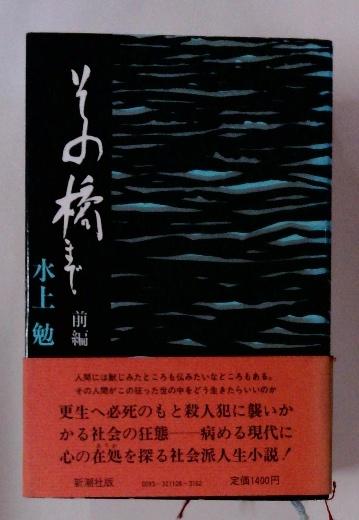 その橋まで
前編
水上勉
人間には獣じみたところも仏みたいなところもある。
その人間がこの狂った世の中をどう生きたらいいのか
更生へ必死のもと殺人犯に襲いか
かる社会の狂態――病める現代に
心の在処を探る社会派人生小説!
新潮社版
0093-321108-3162
定価1400円